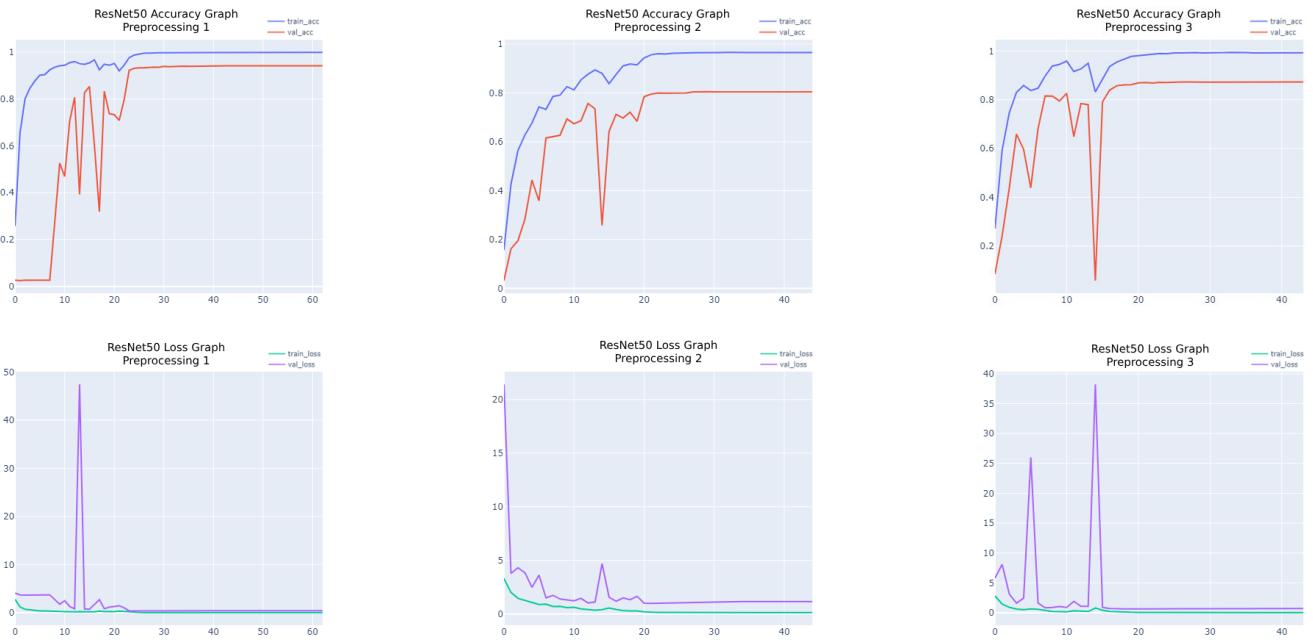 ResNet50 Accuracy Graph
Preprocessing 1
train_acc
val_acc
1
0.8
0.6
0.4
0.2
0
0 10 20 30 40 50 60
ResNet50 Accuracy Graph
Preprocessing 2
train_acc
val_acc
1
0.8
0.6
0.4
0.2
0
0 10 20 30 40
ResNet50 Accuracy Graph
Preprocessing 3
train_acc
val_acc
1
0.8
0.6
0.4
0.2
0 10 20 30 40
ResNet50 Loss Graph
Preprocessing 1
train_loss
val_loss
50
40
30
20
10
0
0 10 20 30 40 50 60
ResNet50 Loss Graph
Preprocessing 2
train_loss
val_loss
20
15
10
5
0
0 10 20 30 40
ResNet50 Loss Graph
Preprocessing 3
train_loss
val_loss
40
35
30
25
20
15
10
5
0
0 10 20 30 40